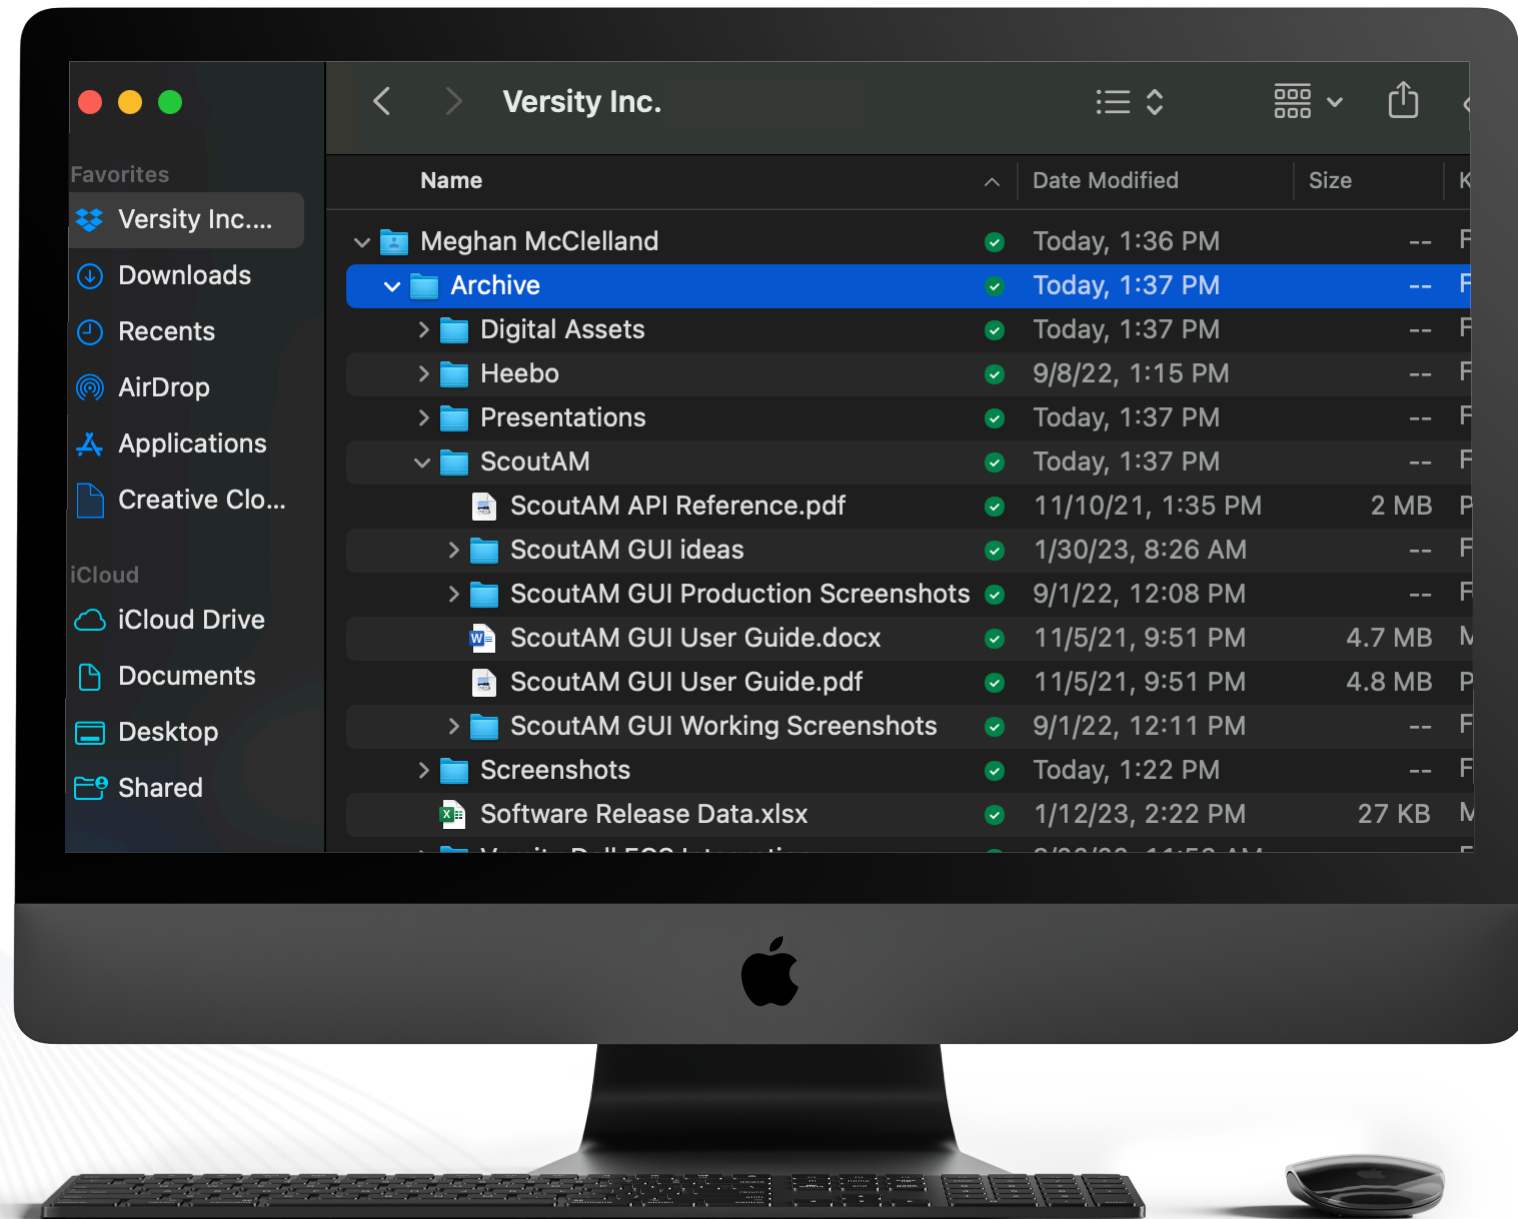 Versity Inc.
Favorites
Versity Inc....
Downloads
Recents
AirDrop
Applications
Creative Clo...
iCloud
iCloud Drive
Documents
Desktop
Shared
Name Date Modified Size
Meghan McClelland Today, 1:36 PM -- F
Archive Today, 1:37 PM -- F
Digital Assets Today, 1:37 PM -- F
Heebo 9/8/22, 1:15 PM -- F
Presentations Today, 1:37 PM -- F
ScoutAM Today, 1:37 PM -- F
ScoutAM API Reference.pdf 11/10/21, 1:35 PM 2 MB P
ScoutAM GUI ideas 1/30/23, 8:26 AM -- F
ScoutAM GUI Production Screenshots 9/1/22, 12:08 PM -- F
ScoutAM GUI User Guide.docx 11/5/21, 9:51 PM 4.7 MB M
ScoutAM GUI User Guide.pdf 11/5/21, 9:51 PM 4.8 MB P
ScoutAM GUI Working Screenshots 9/1/22, 12:11 PM -- F
Screenshots Today, 1:22 PM -- F
Software Release Data.xlsx 1/12/23, 2:22 PM 27 KB M